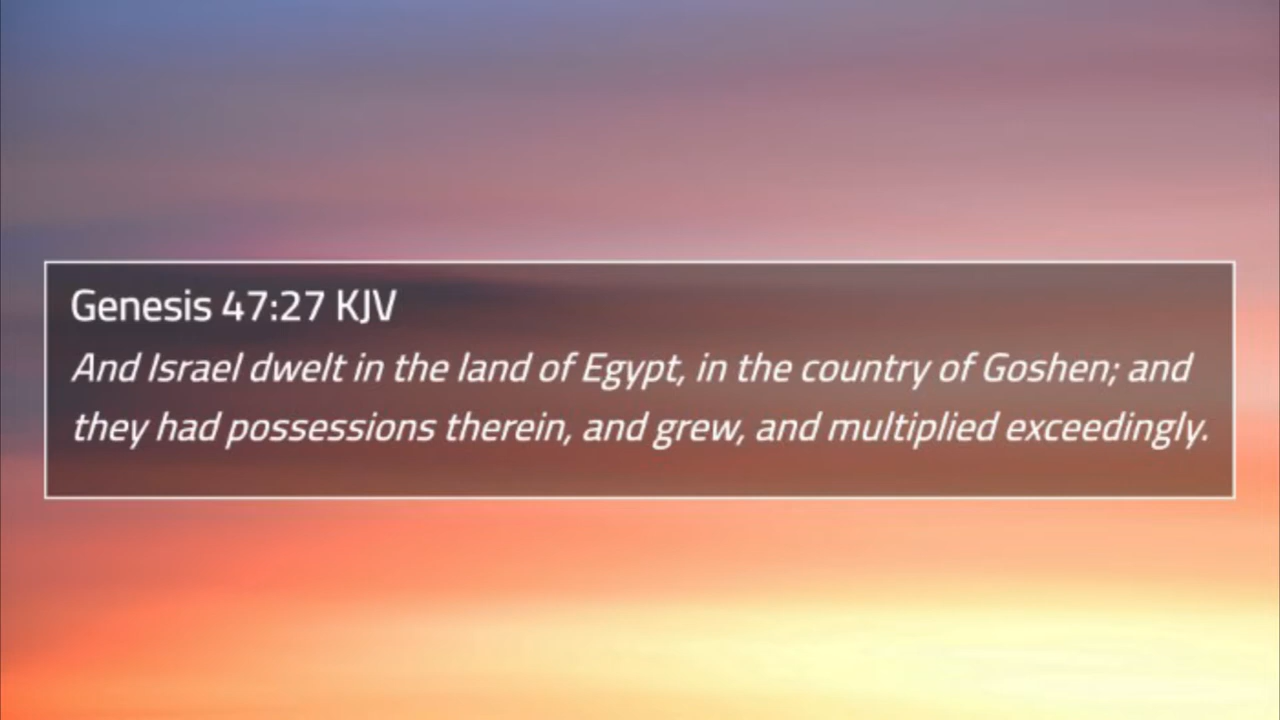 Genesis 47:27 KJV
And Israel dwelt in the land of Egypt, in the country of Goshen; and
they had possessions therein, and grew, and multiplied exceedingly.